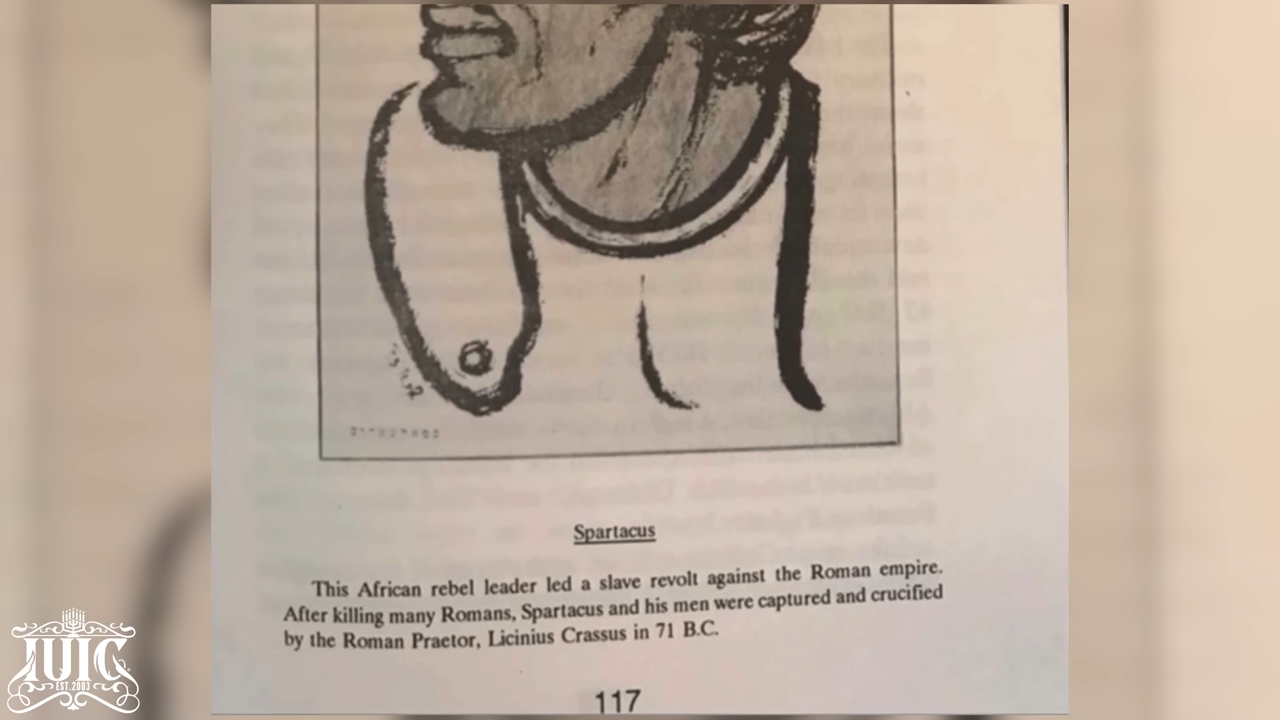 Spartacus
This African rebel leader led a slave revolt against the Roman empire.
After killing many Romans, Spartacus and his men were captured and crucified
by the Roman Praetor, Licinius Crassus in 71 B.C.
117
IUIC
EST. 2003